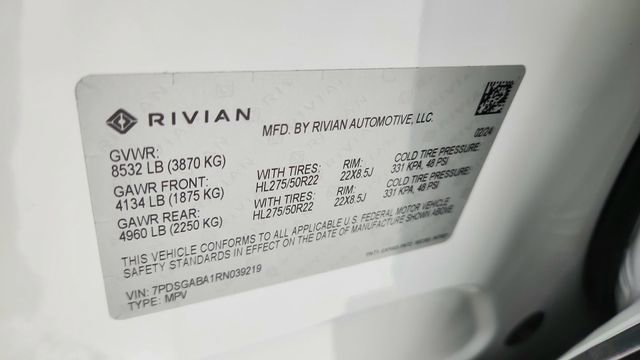 RIVIAN
MFD. BY RIVIAN AUTOMOTIVE, LLC.
02/24
GVWR:
8532 LB (3870 KG)
GAWR FRONT: WITH TIRES: RIM: COLD TIRE PRESSURE:
4134 LB (1875 KG) HL275/50R22 22X8.5J 331 KPA, 48 PSI
GAWR REAR: WITH TIRES: RIM: COLD TIRE PRESSURE:
4960 LB (2250 KG) HL275/50R22 22X8.5J 331 KPA, 48 PSI
THIS VEHICLE CONFORMS TO ALL APPLICABLE U.S. FEDERAL MOTOR VEHICLE
SAFETY STANDARDS IN EFFECT ON THE DATE OF MANUFACTURE SHOWN ABOVE.
VIN: 7PDSGABA1RN039219
TYPE: MPV